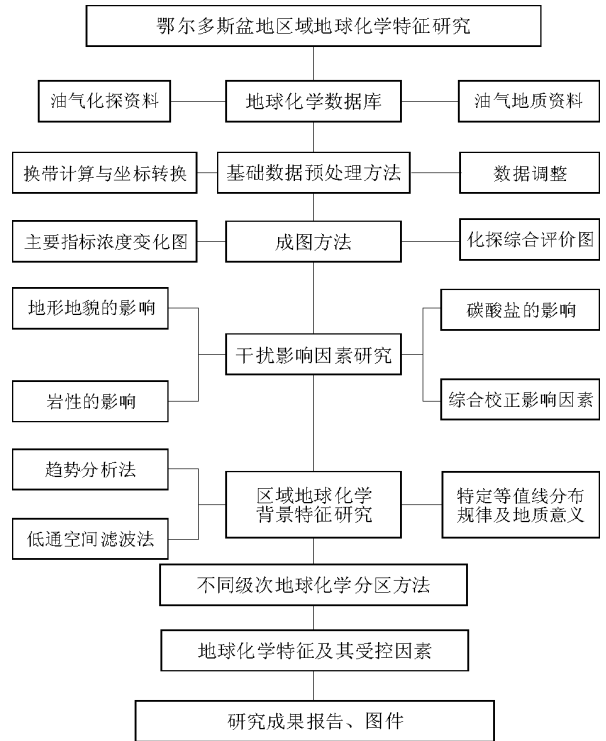 鄂尔多斯盆地区域地球化学特征研究
油气化探资料
地球化学数据库
油气地质资料
换带计算与坐标转换
基础数据预处理方法
数据调整
主要指标浓度变化图
成图方法
化探综合评价图
地形地貌的影响
碳酸盐的影响
干扰影响因素研究
岩性的影响
综合校正影响因素
趋势分析法
区域地球化学
背景特征研究
特定等值线分布
规律及地质意义
低通空间滤波法
不同级次地球化学分区方法
地球化学特征及其受控因素
研究成果报告、图件